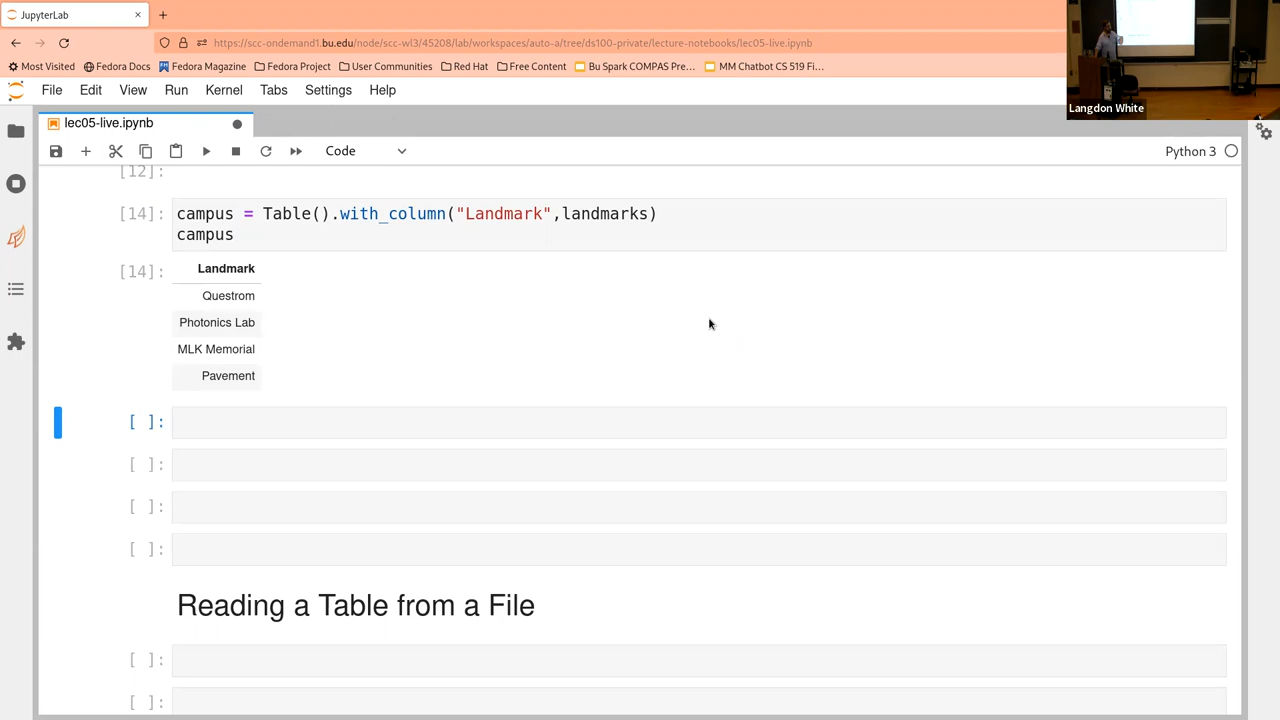 JupyterLab
https://scc-ondemand1.bu.edu/node/scc-wl3/45208/lab/workspaces/auto-a/tree/ds100-private/lecture-notebooks/lec05-live.ipynb
Most Visited Fedora Docs Fedora Magazine Fedora Project User Communities Red Hat Free Content Bu Spark COMPAS Pre… MM Chatbot CS 519 Fi…
File Edit View Run Kernel Tabs Settings Help
Langdon White
lec05-live.ipynb
Code Python 3
[12]:
[14]: campus = Table().with_column("Landmark",landmarks)
campus
[14]: Landmark
Questrom
Photonics Lab
MLK Memorial
Pavement
[ ]:
[ ]:
[ ]:
[ ]:
Reading a Table from a File
[ ]:
[ ]: